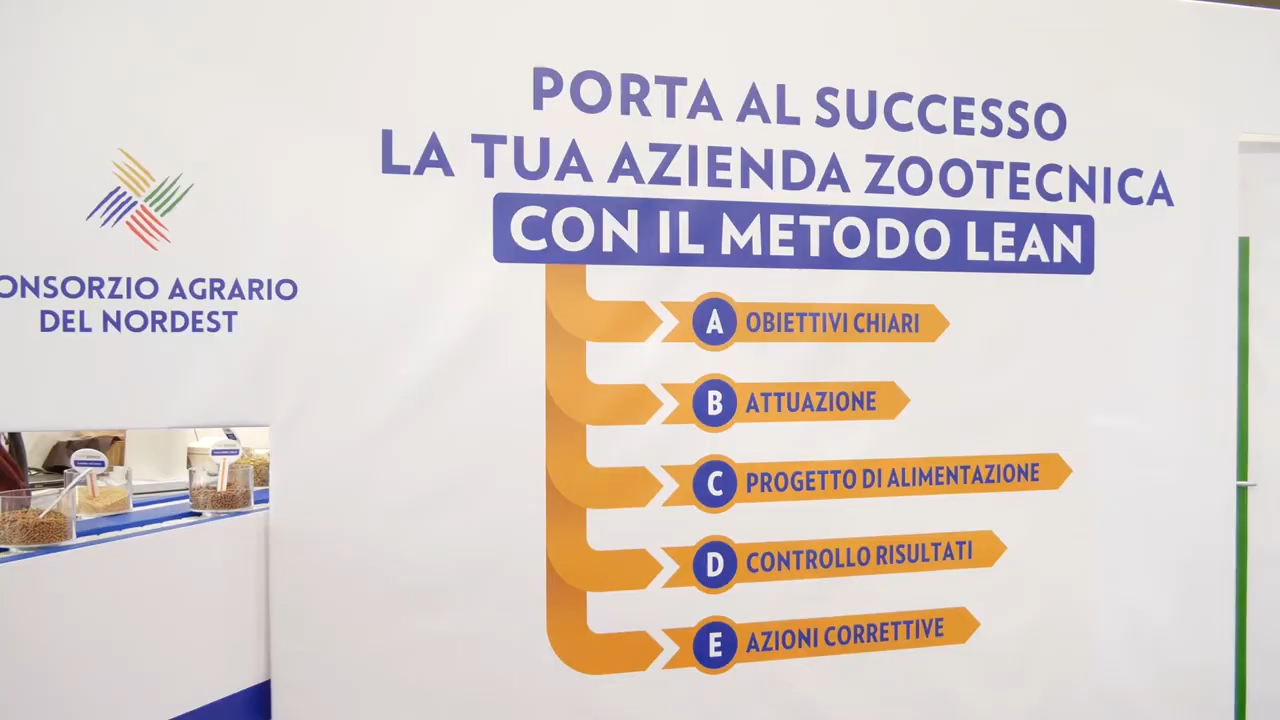 PORTA AL SUCCESSO
LA TUA AZIENDA ZOOTECNICA
CON IL METODO LEAN
ONSORZIO AGRARIO
DEL NORDEST
A OBIETTIVI CHIARI
B ATTUAZIONE
C PROGETTO DI ALIMENTAZIONE
D CONTROLLO RISULTATI
E AZIONI CORRETTIVE